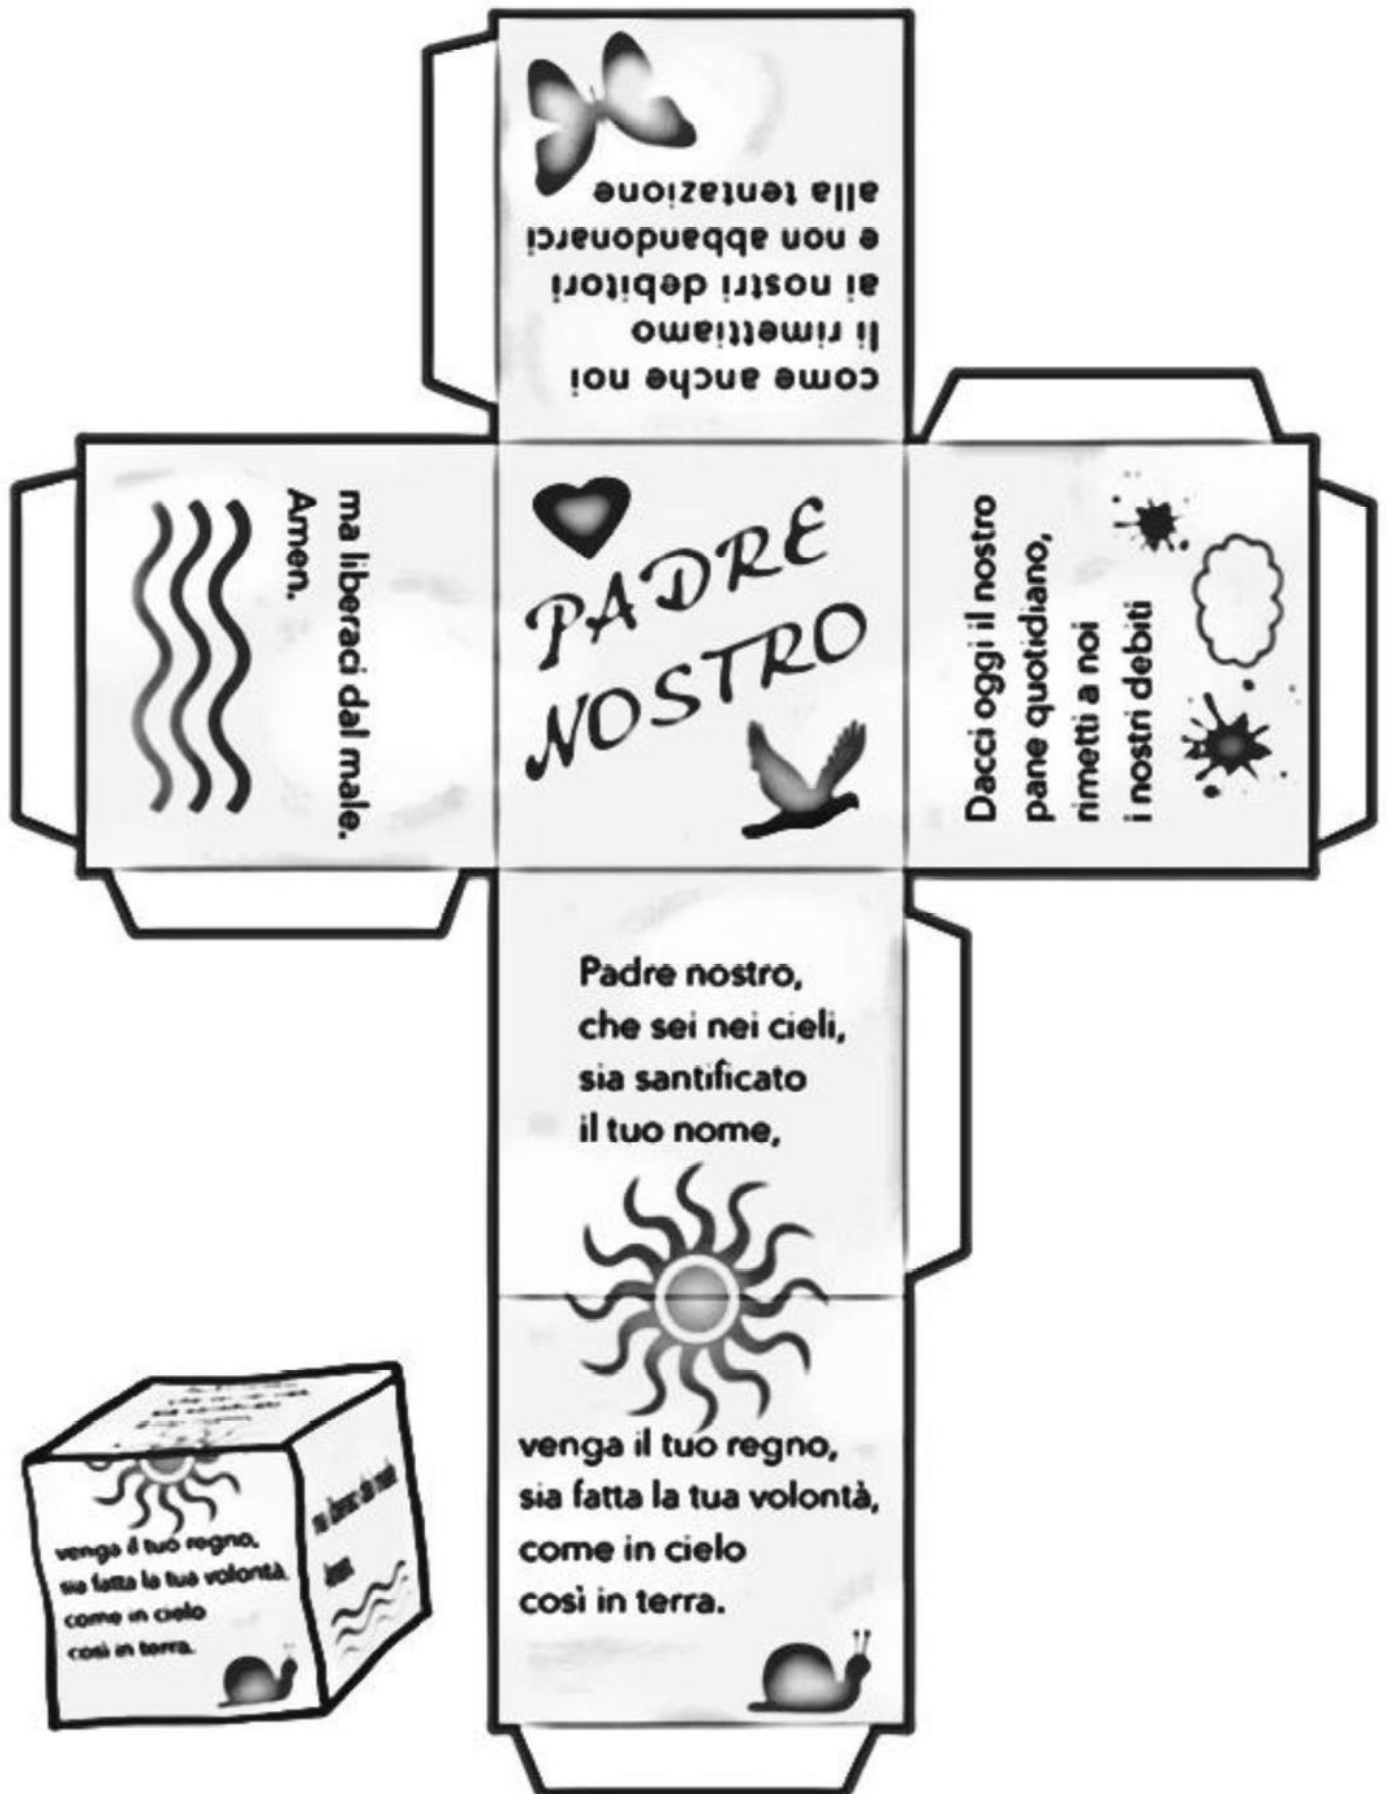 come anche noi
li rimettiamo
ai nostri debitori
e non abbandonarci
alla tentazione
ma liberaci dal male.
Amen.
PADRE
NOSTRO
Dacci oggi il nostro
pane quotidiano,
rimetti a noi
i nostri debiti
Padre nostro,
che sei nei cieli,
sia santificato
il tuo nome,
venga il tuo regno,
sia fatta la tua volontà,
come in cielo
così in terra.
venga il tuo regno,
sia fatta la tua volontà,
come in cielo
così in terra.